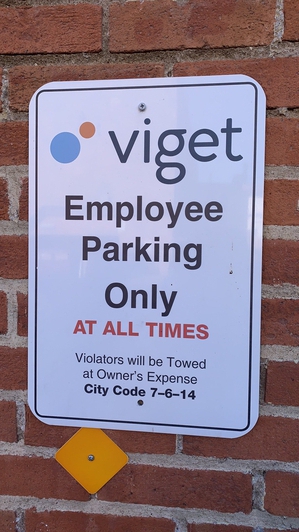 viget
Employee
Parking
Only
AT ALL TIMES
Violators will be Towed
at Owner's Expense
City Code 7–6–14